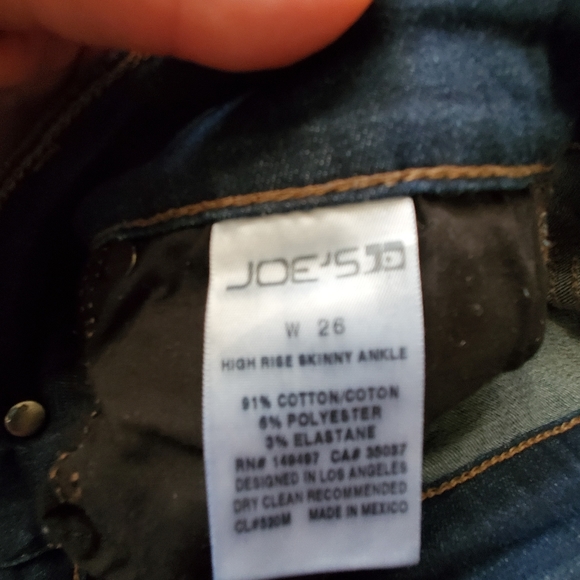 JOE'S
W 26
HIGH RISE SKINNY ANKLE
91% COTTON/COTON
6% POLYESTER
3% ELASTANE
RN# 149497 CA# 35037
DESIGNED IN LOS ANGELES
DRY CLEAN RECOMMENDED
CL#530M MADE IN MEXICO